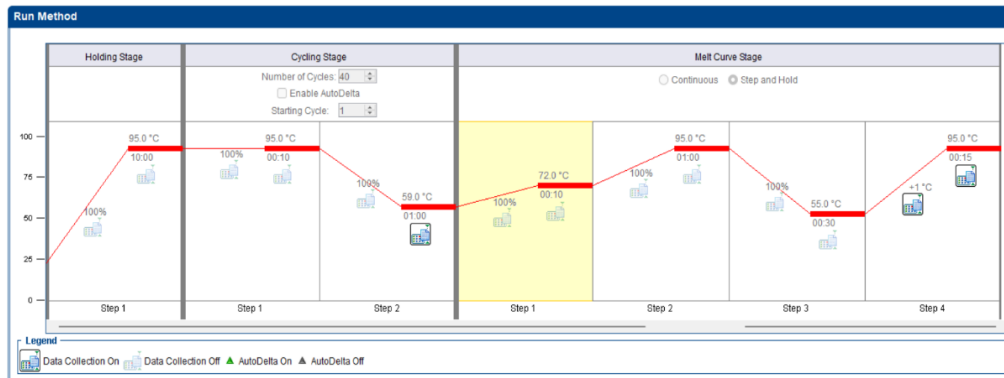 Run Method
Holding Stage
Cycling Stage
Melt Curve Stage
Number of Cycles: 40
Enable AutoDelta
Starting Cycle: 1
Continuous Step and Hold
100
75
50
25
0
95.0 °C
10:00
100%
95.0 °C
100% 00:10
59.0 °C
100%
01:00
72.0 °C
00:10
100%
95.0 °C
01:00
100%
55.0 °C
100%
00:30
95.0 °C
00:15
+1 °C
Step 1
Step 1
Step 2
Step 1
Step 2
Step 3
Step 4
Legend
Data Collection On Data Collection Off AutoDelta On AutoDelta Off